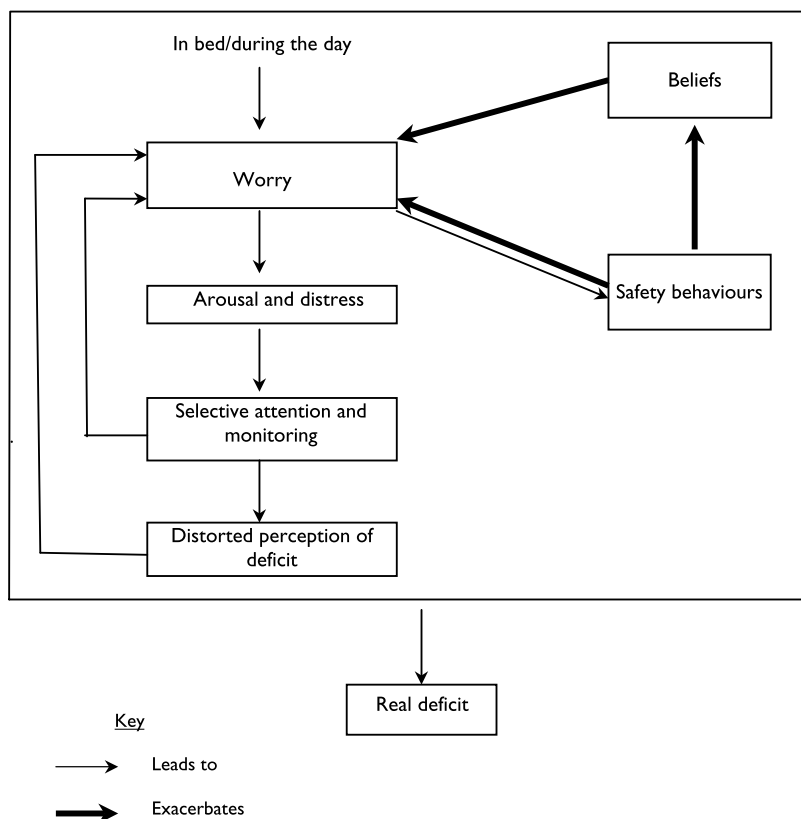 In bed/during the day
Beliefs
Worry
Safety behaviours
Arousal and distress
Selective attention and
monitoring
Distorted perception of
deficit
Real deficit
Key
Leads to
Exacerbates